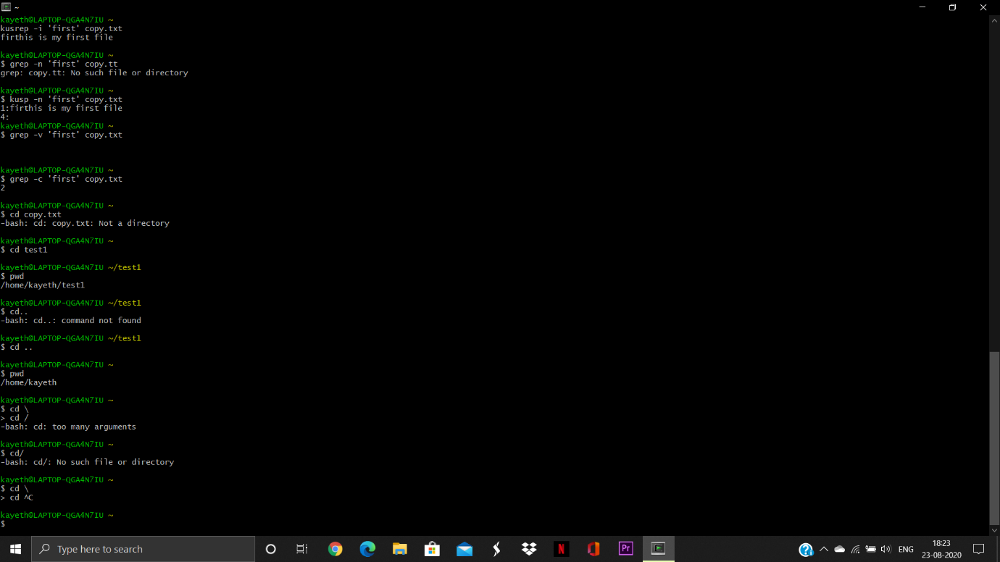 ~
kayeth@LAPTOP-QGA4N7IU ~
kusrep -i 'first' copy.txt
firthis is my first file
kayeth@LAPTOP-QGA4N7IU ~
$ grep -n 'first' copy.tt
grep: copy.tt: No such file or directory
kayeth@LAPTOP-QGA4N7IU ~
$ kusp -n 'first' copy.txt
1:firthis is my first file
4:
kayeth@LAPTOP-QGA4N7IU ~
$ grep -v 'first' copy.txt
kayeth@LAPTOP-QGA4N7IU ~
$ grep -c 'first' copy.txt
2
kayeth@LAPTOP-QGA4N7IU ~
$ cd copy.txt
-bash: cd: copy.txt: Not a directory
kayeth@LAPTOP-QGA4N7IU ~
$ cd test1
kayeth@LAPTOP-QGA4N7IU ~/test1
$ pwd
/home/kayeth/test1
kayeth@LAPTOP-QGA4N7IU ~/test1
$ cd..
-bash: cd..: command not found
kayeth@LAPTOP-QGA4N7IU ~/test1
$ cd ..
kayeth@LAPTOP-QGA4N7IU ~
$ pwd
/home/kayeth
kayeth@LAPTOP-QGA4N7IU ~
$ cd \
> cd /
-bash: cd: too many arguments
kayeth@LAPTOP-QGA4N7IU ~
$ cd/
-bash: cd/: No such file or directory
kayeth@LAPTOP-QGA4N7IU ~
$ cd \
> cd ^C
kayeth@LAPTOP-QGA4N7IU ~
$
Type here to search
N
Pr
?
ENG
18:23
23-08-2020